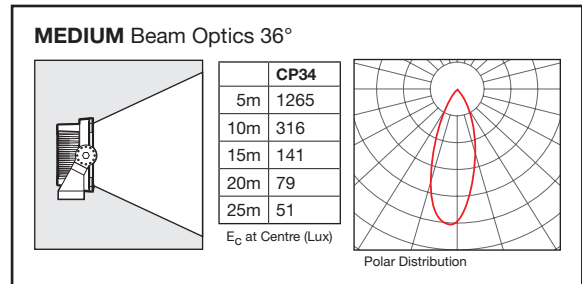 MEDIUM Beam Optics 36°
CP34
5m 1265
10m 316
15m 141
20m 79
25m 51
EC at Centre (Lux)
Polar Distribution